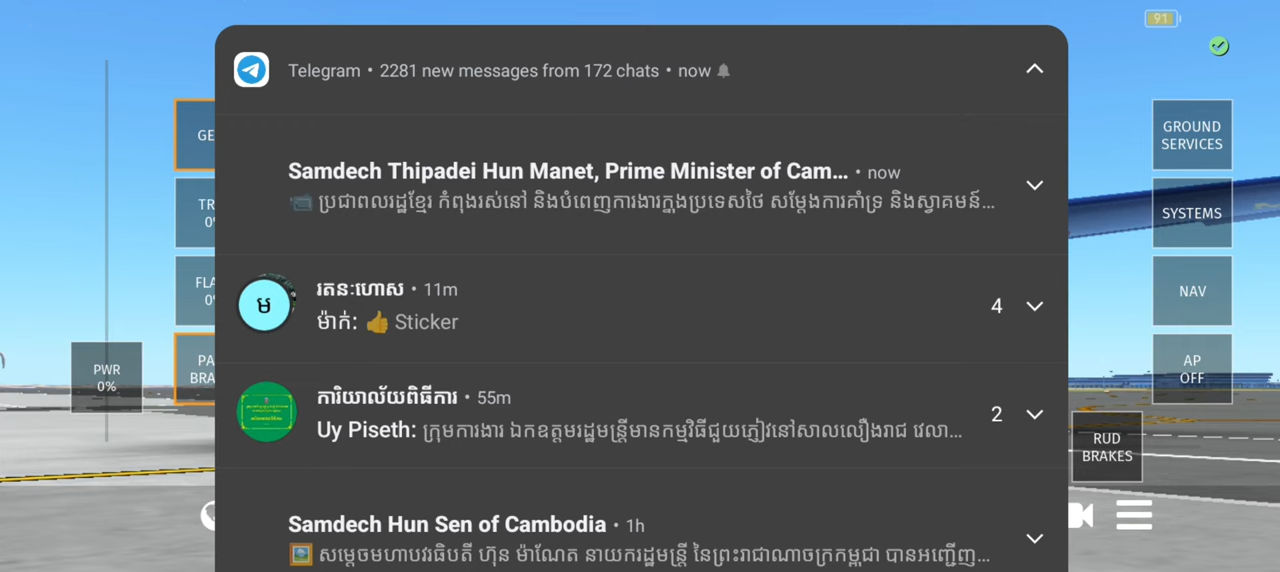 91
Telegram • 2281 new messages from 172 chats • now
Samdech Thipadei Hun Manet, Prime Minister of Cam... • now
ប្រជាពលរដ្ឋខ្មែរ កំពុងរស់នៅ និងបំពេញការងារក្នុងប្រទេសថៃ សម្តែងការគាំទ្រ និងស្វាគមន៍...
រតនៈហោស • 11m
ម
ម៉ាក់: 👍 Sticker
4
ការិយាល័យពិធីការ • 55m
Uy Piseth: ក្រុមការងារ ឯកឧត្តមរដ្ឋមន្ត្រីមានកម្មវិធីជួយភ្ញៀវនៅសាលលឿងរាជ វេលា...
2
Samdech Hun Sen of Cambodia • 1h
សម្តេចមហាបវរធិបតី ហ៊ុន ម៉ាណែត នាយករដ្ឋមន្ត្រី នៃព្រះរាជាណាចក្រកម្ពុជា បានអញ្ជើញ...
GE
TR
0%
FLA
0%
PA
BRA
PWR
0%
GROUND
SERVICES
SYSTEMS
NAV
AP
OFF
RUD
BRAKES